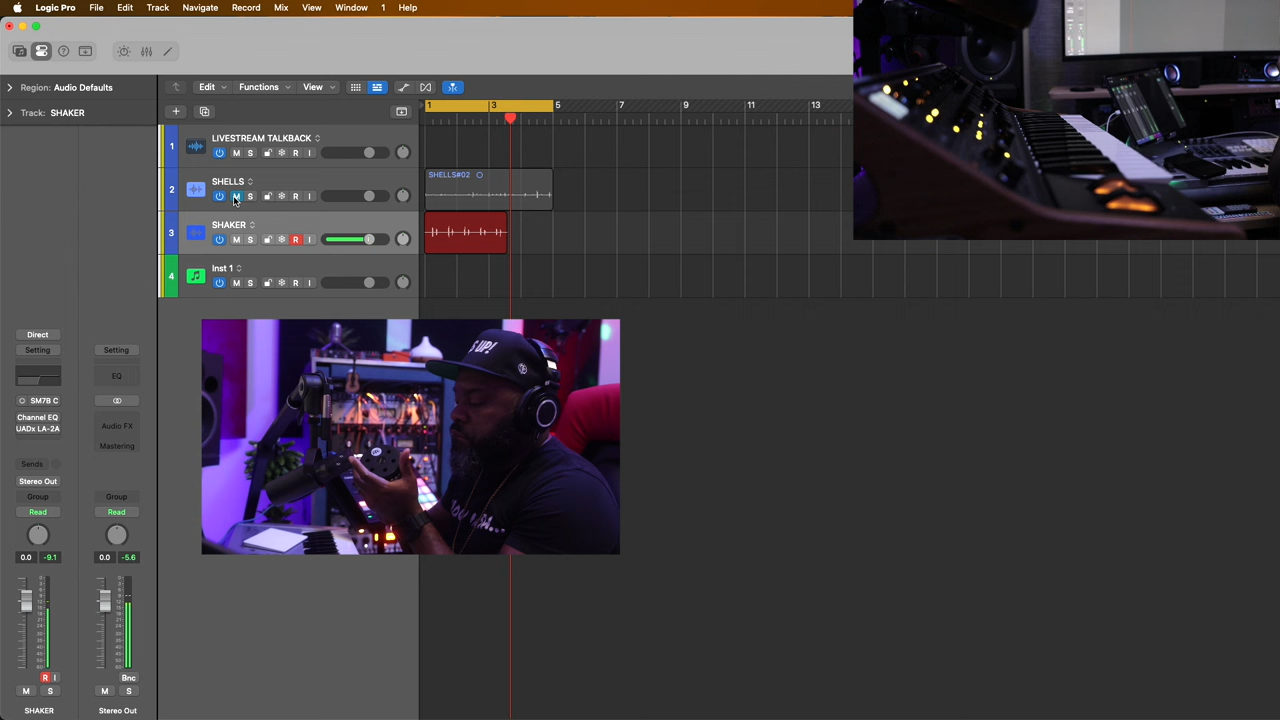 Logic Pro File Edit Track Navigate Record Mix View Window 1 Help
Region: Audio Defaults
Edit Functions View
Track: SHAKER
1 3 5 7 9 11 13
1 LIVESTREAM TALKBACK
M S R I
2 SHELLS
M S R I
SHELLS#02
3 SHAKER
M S R I
4 Inst 1
M S R I
Direct
Setting Setting
EQ
SM7B C
Channel EQ
UADx LA-2A
Audio FX
Mastering
Sends
Stereo Out
Group Group
Read Read
0.0 -9.1 0.0 -5.6
R I Bnc
M S M S
SHAKER Stereo Out
S UP!